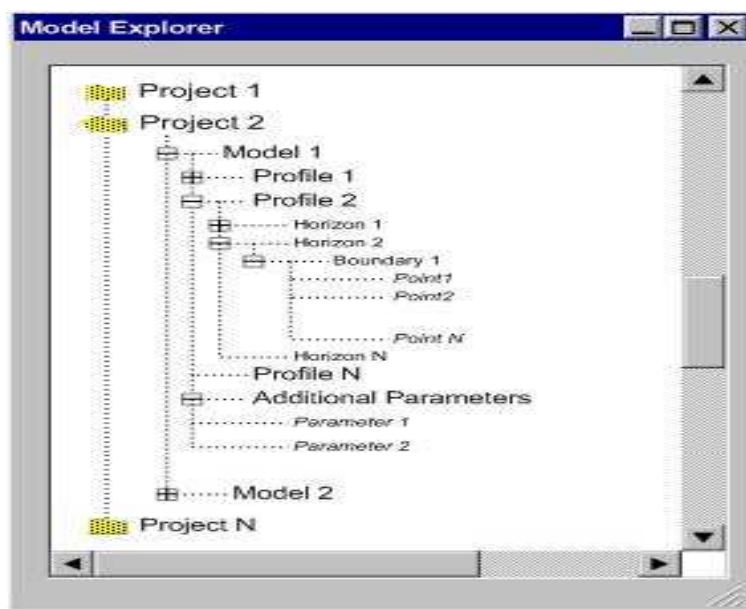 Model Explorer
Project 1
Project 2
Model 1
Profile 1
Profile 2
Horizon 1
Horizon 2
Boundary 1
Point1
Point2
Point N
Horizon N
Profile N
Additional Parameters
Parameter 1
Parameter 2
Model 2
Project N